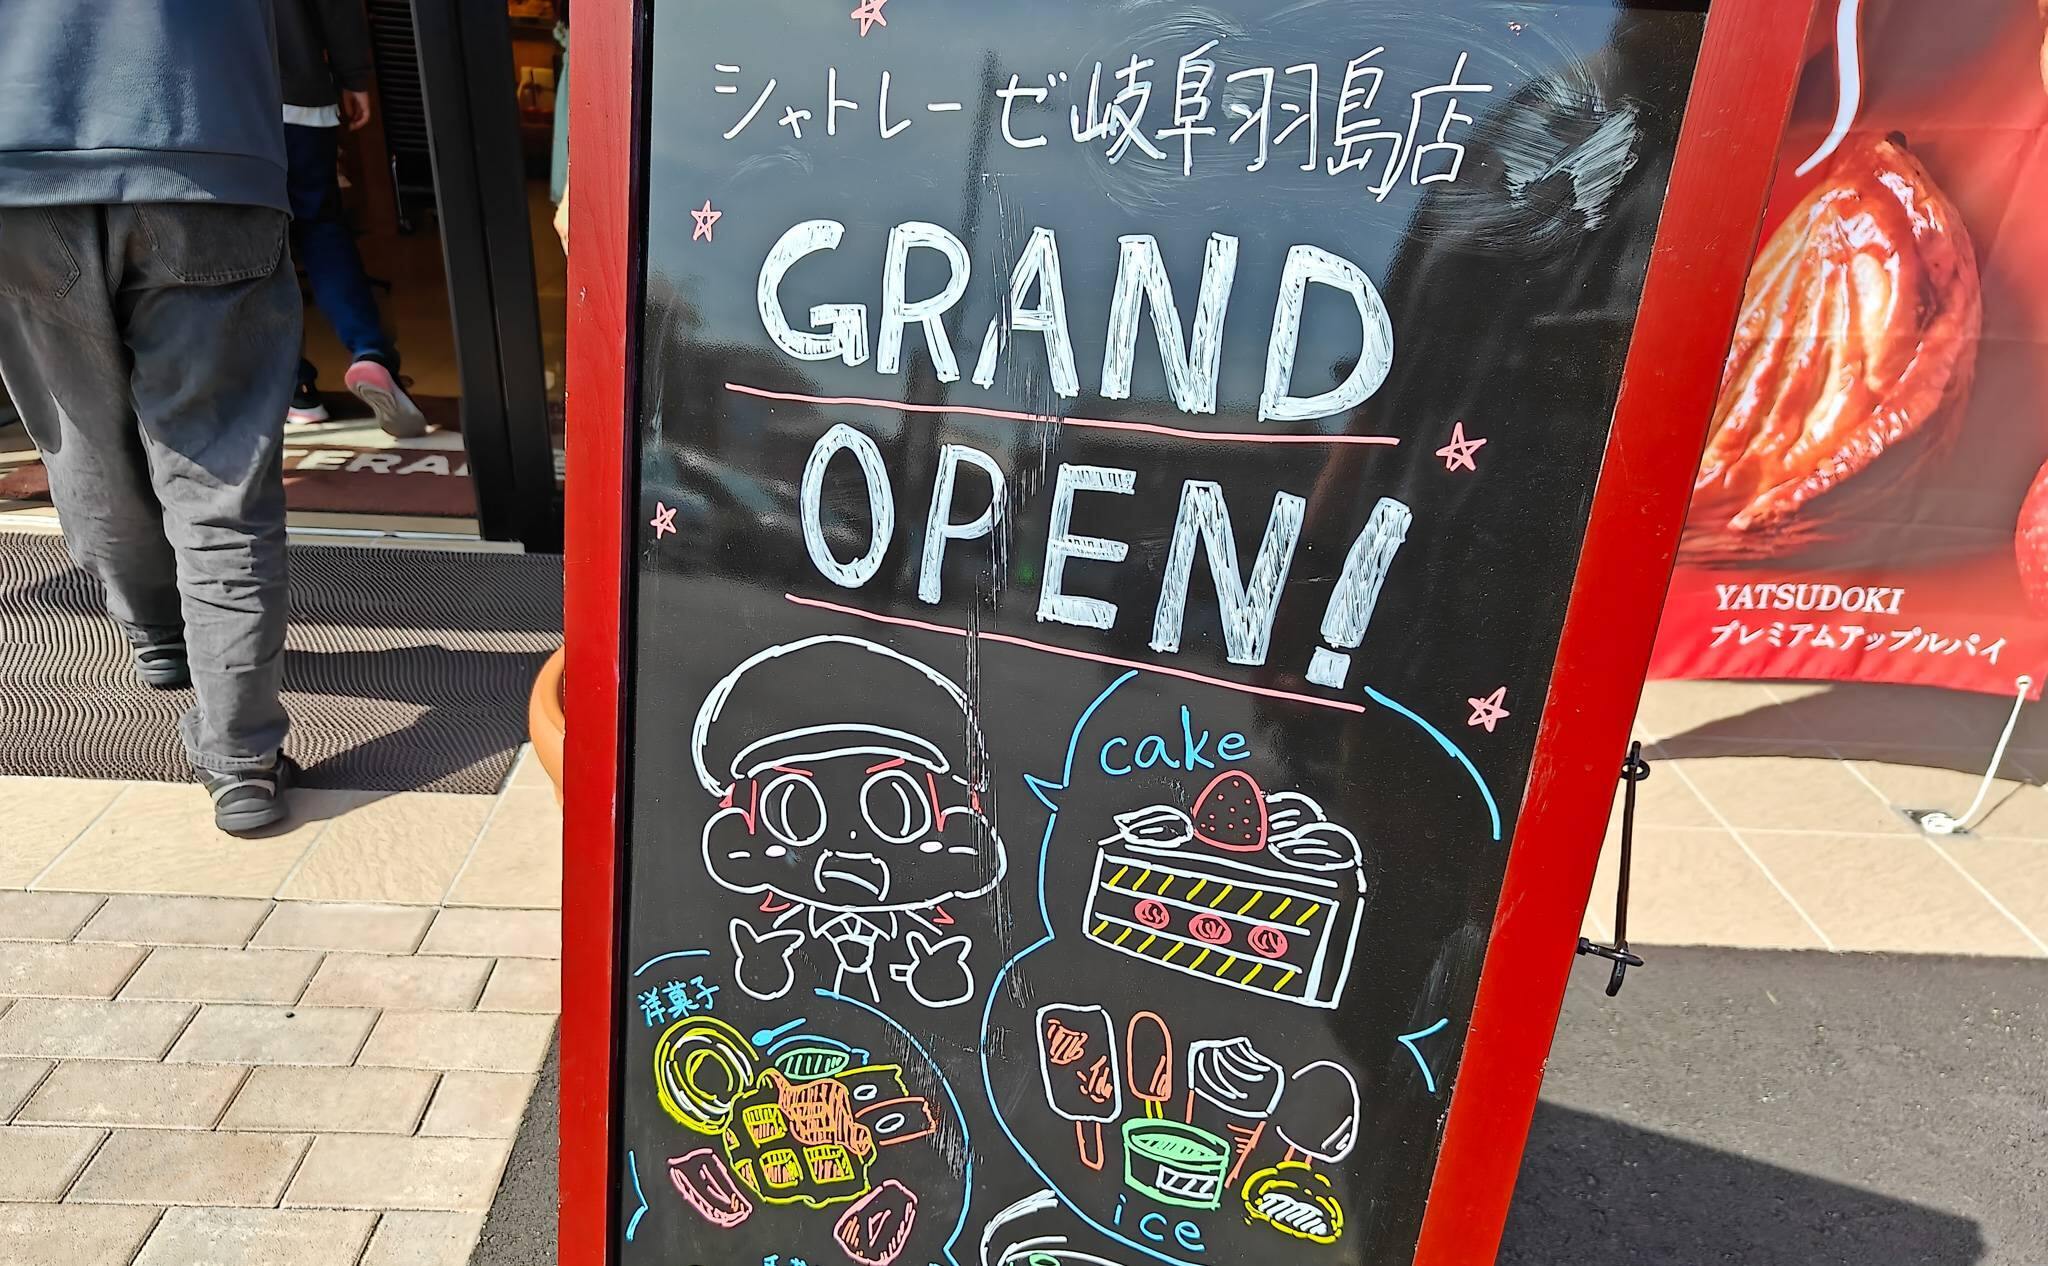 シャトレーゼ岐阜羽島店
GRAND
OPEN!
cake
洋菓子
ice
YATSUDOKI
プレミアムアップルパイ
TERA